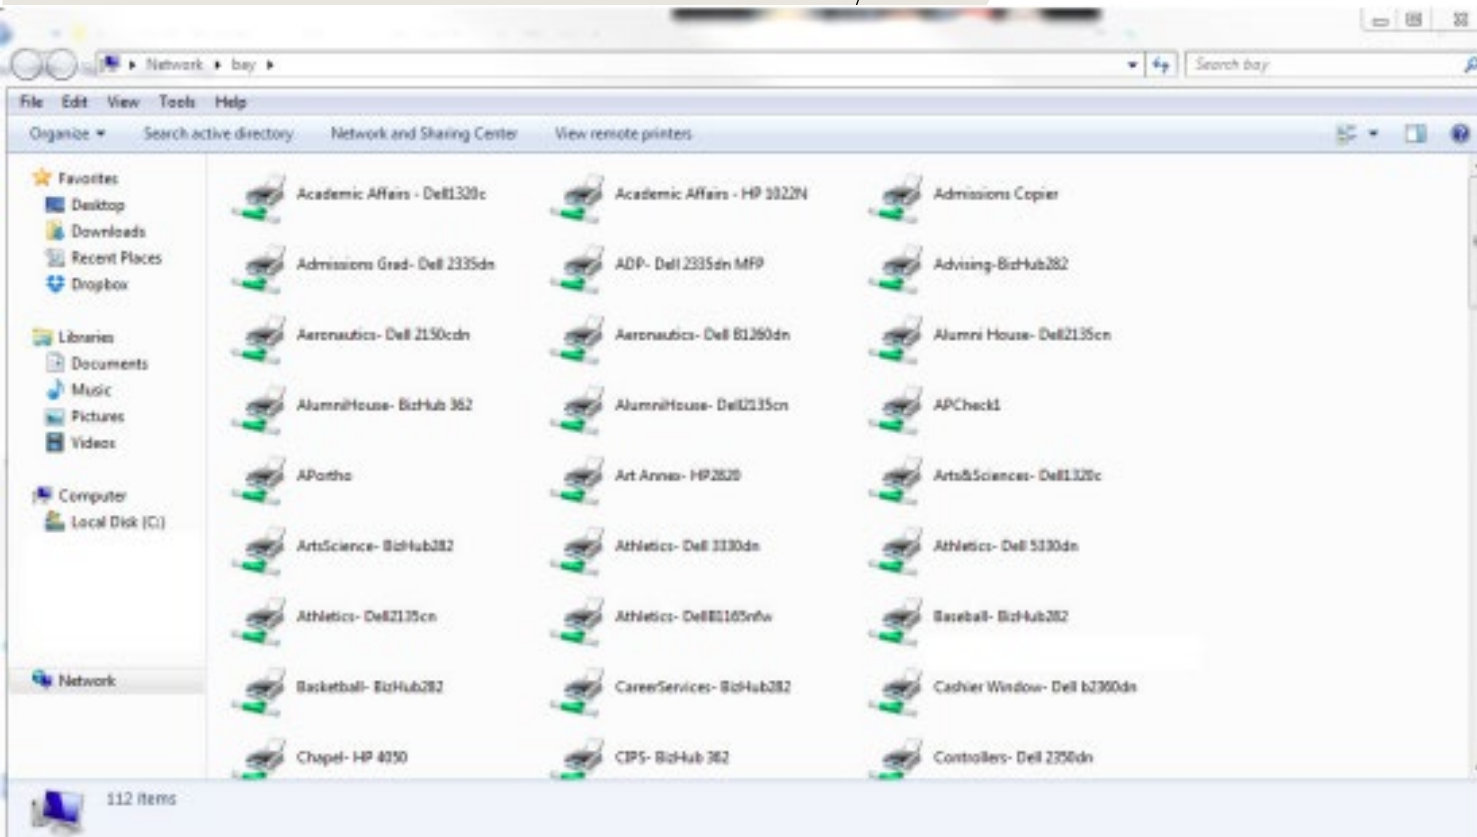 Network ▸ bay ▸
Search bay
File Edit View Tools Help
Organize Search active directory Network and Sharing Center View remote printers
Favorites
Desktop
Downloads
Recent Places
Dropbox
Libraries
Documents
Music
Pictures
Videos
Computer
Local Disk (C:)
Network
Academic Affairs - Dell1320c Academic Affairs - HP 1022N Admissions Copier
Admissions Grad- Dell 2335dn ADP- Dell 2335dn MFP Advising-BizHub282
Aeronautics- Dell 2150cdn Aeronautics- Dell B1260dn Alumni House- Dell2135cn
AlumniHouse- BizHub 362 AlumniHouse- Dell2135cn APCheck1
APortho Art Annex- HP2820 Arts&Sciences- Dell1320c
ArtsScience- BizHub282 Athletics- Dell 3330dn Athletics- Dell 5330dn
Athletics- Dell2135cn Athletics- DellB1165nfw Baseball- BizHub282
Basketball- BizHub282 CareerServices- BizHub282 Cashier Window- Dell b2360dn
Chapel- HP 4050 CIPS- BizHub 362 Controllers- Dell 2350dn
112 items